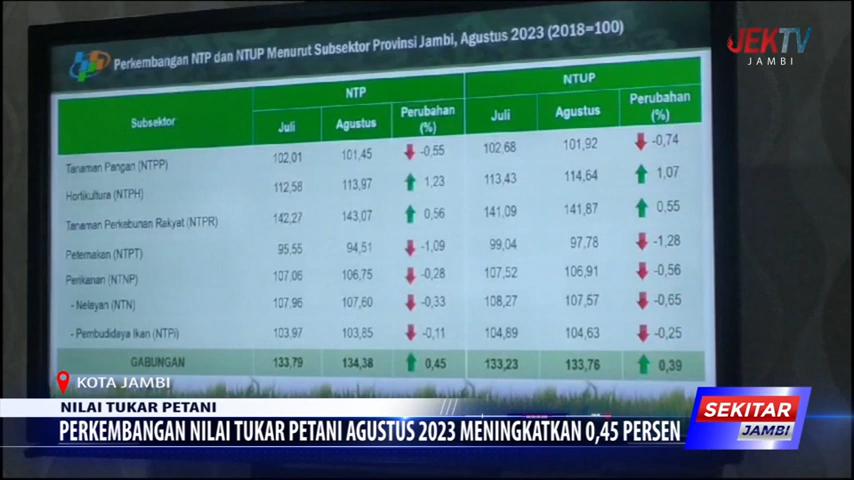 Perkembangan NTP dan NTUP Menurut Subsektor Provinsi Jambi, Agustus 2023 (2018=100)
JEKTV
JAMBI
Subsektor NTP NTUP
Juli Agustus Perubahan (%) Juli Agustus Perubahan (%)
Tanaman Pangan (NTPP) 102,01 101,45 -0,55 102,68 101,92 -0,74
Hortikultura (NTPH) 112,58 113,97 1,23 113,43 114,64 1,07
Tanaman Perkebunan Rakyat (NTPR) 142,27 143,07 0,56 141,09 141,87 0,55
Peternakan (NTPT) 95,55 94,51 -1,09 99,04 97,78 -1,28
Perikanan (NTNP) 107,06 106,75 -0,28 107,52 106,91 -0,56
- Nelayan (NTN) 107,96 107,60 -0,33 108,27 107,57 -0,65
- Pembudidaya Ikan (NTPi) 103,97 103,85 -0,11 104,89 104,63 -0,25
GABUNGAN 133,79 134,38 0,45 133,23 133,76 0,39
KOTA JAMBI
NILAI TUKAR PETANI
PERKEMBANGAN NILAI TUKAR PETANI AGUSTUS 2023 MENINGKATKAN 0,45 PERSEN
SEKITAR
JAMBI